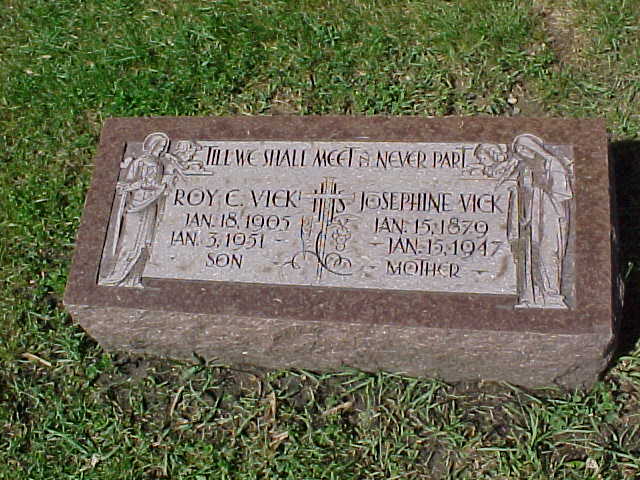 TILL WE SHALL MEET & NEVER PART
ROY C. VICK
JAN. 18, 1905
JAN. 3, 1951
SON
IHS
JOSEPHINE VICK
JAN. 15, 1879
JAN. 15, 1947
MOTHER